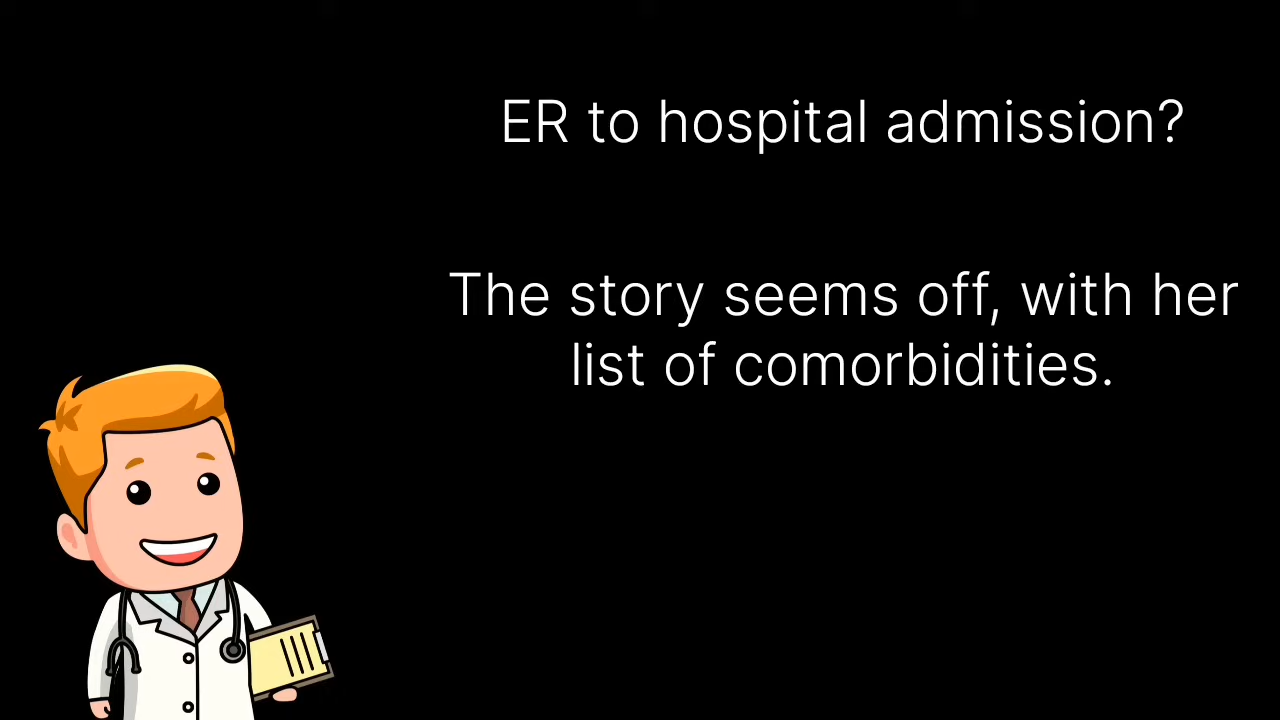 ER to hospital admission?
The story seems off, with her
list of comorbidities.